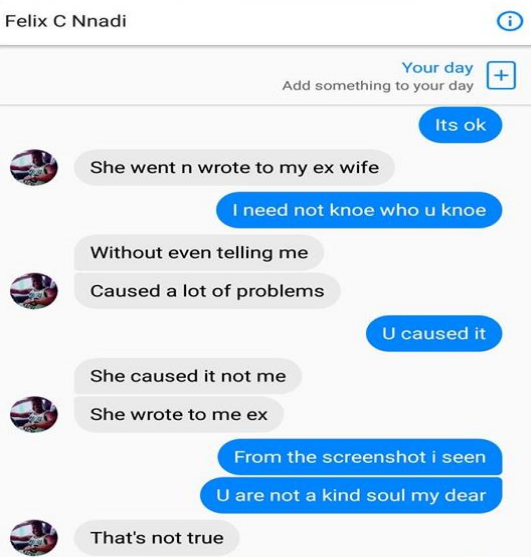 Felix C Nnadi
Your day
Add something to your day
Its ok
She went n wrote to my ex wife
I need not knoe who u knoe
Without even telling me
Caused a lot of problems
U caused it
She caused it not me
She wrote to me ex
From the screenshot i seen
U are not a kind soul my dear
That's not true